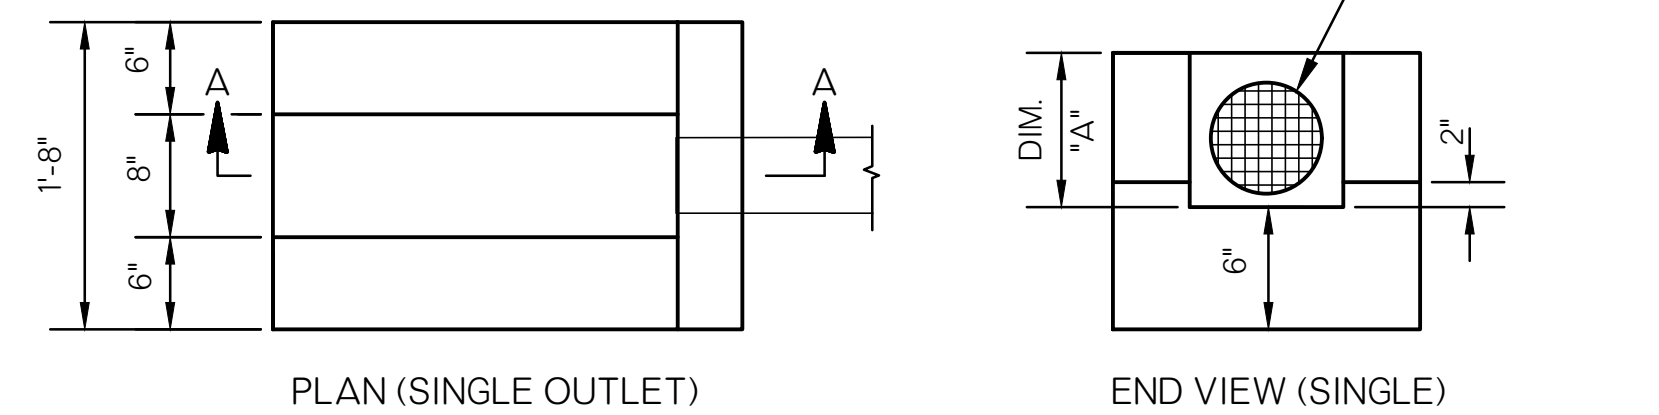 1'-8"
6"
8"
6"
A
A
PLAN (SINGLE OUTLET)
DIM.
"A"
6"
2"
END VIEW (SINGLE)